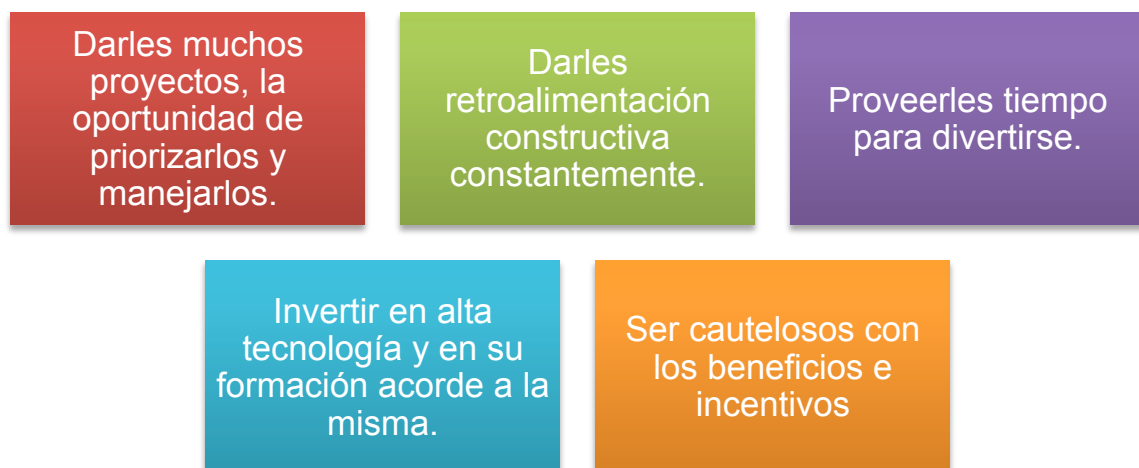 Darles muchos
proyectos, la
oportunidad de
priorizarlos y
manejarlos.
Darles
retroalimentación
constructiva
constantemente.
Proveerles tiempo
para divertirse.
Invertir en alta
tecnología y en su
formación acorde a la
misma.
Ser cautelosos con
los beneficios e
incentivos